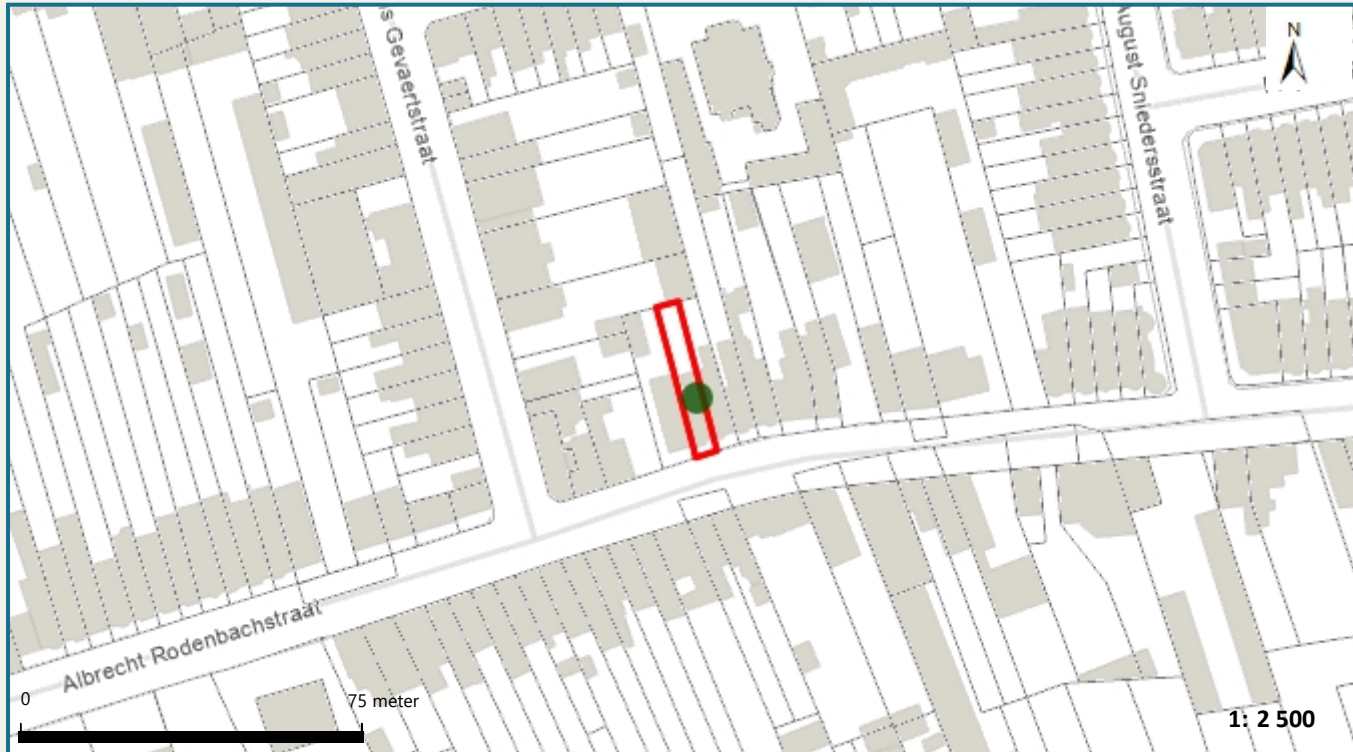 Gevaertstraat
August Sniedersstraat
N
Albrecht Rodenbachstraat
0
75 meter
1: 2 500